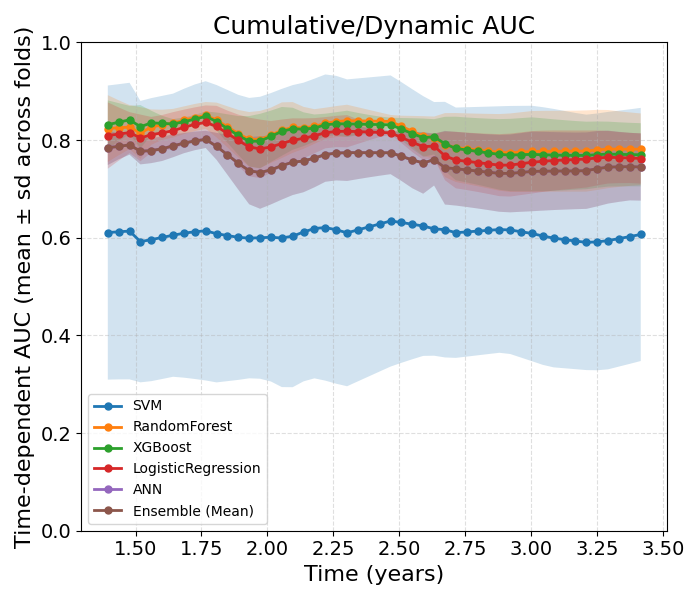 Cumulative/Dynamic AUC
Time-dependent AUC (mean ± sd across folds)
1.0
0.8
0.6
0.4
0.2
0.0
SVM
RandomForest
XGBoost
LogisticRegression
ANN
Ensemble (Mean)
1.50 1.75 2.00 2.25 2.50 2.75 3.00 3.25 3.50
Time (years)